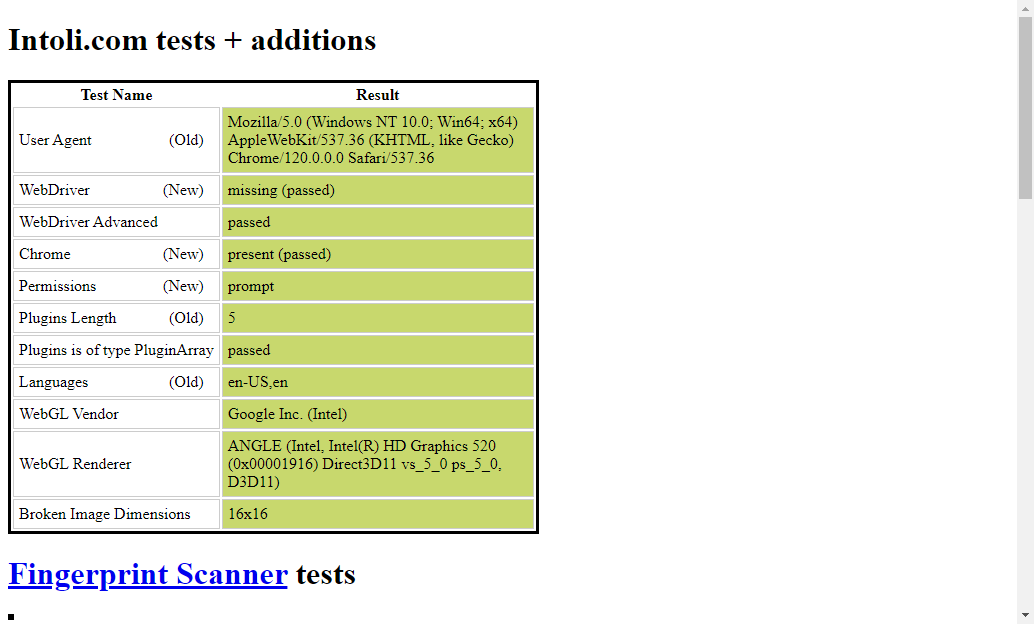 Intoli.com tests + additions
Test Name Result
User Agent (Old) Mozilla/5.0 (Windows NT 10.0; Win64; x64)
AppleWebKit/537.36 (KHTML, like Gecko)
Chrome/120.0.0.0 Safari/537.36
WebDriver (New) missing (passed)
WebDriver Advanced passed
Chrome (New) present (passed)
Permissions (New) prompt
Plugins Length (Old) 5
Plugins is of type PluginArray passed
Languages (Old) en-US,en
WebGL Vendor Google Inc. (Intel)
WebGL Renderer ANGLE (Intel, Intel(R) HD Graphics 520
(0x00001916) Direct3D11 vs_5_0 ps_5_0,
D3D11)
Broken Image Dimensions 16x16
Fingerprint Scanner tests